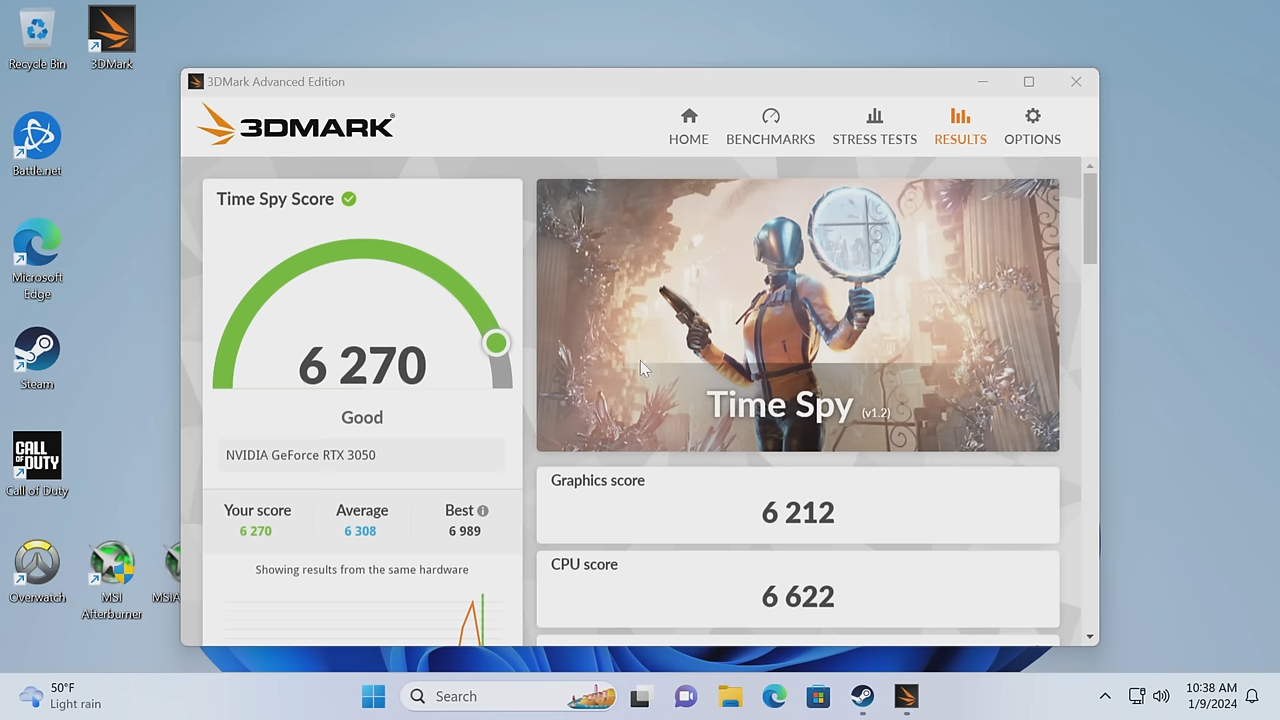 Recycle Bin
3DMark
Battle.net
Microsoft
Edge
Steam
CALL OF
DUTY
Call of Duty
Overwatch
MSI
Afterburner
MSIA
3DMark Advanced Edition
3DMARK
HOME
BENCHMARKS
STRESS TESTS
RESULTS
OPTIONS
Time Spy Score
6 270
Good
NVIDIA GeForce RTX 3050
Your score
6 270
Average
6 308
Best
6 989
Showing results from the same hardware
Time Spy (v1.2)
Graphics score
6 212
CPU score
6 622
50°F
Light rain
Search
10:38 AM
1/9/2024